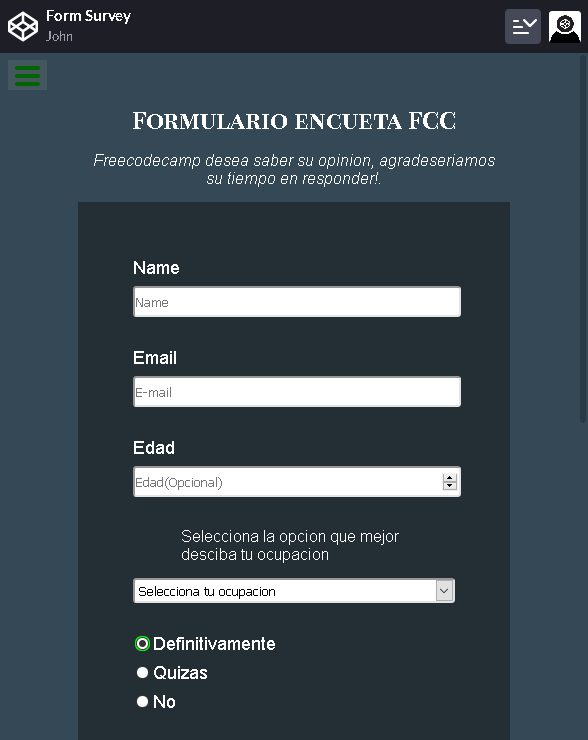 Form Survey
John
Formulario encueta FCC
Freecodecamp desea saber su opinion, agradeseriamos
su tiempo en responder!.
Name
Name
Email
E-mail
Edad
Edad(Opcional)
Selecciona la opcion que mejor
desciba tu ocupacion
Selecciona tu ocupacion
Definitivamente
Quizas
No